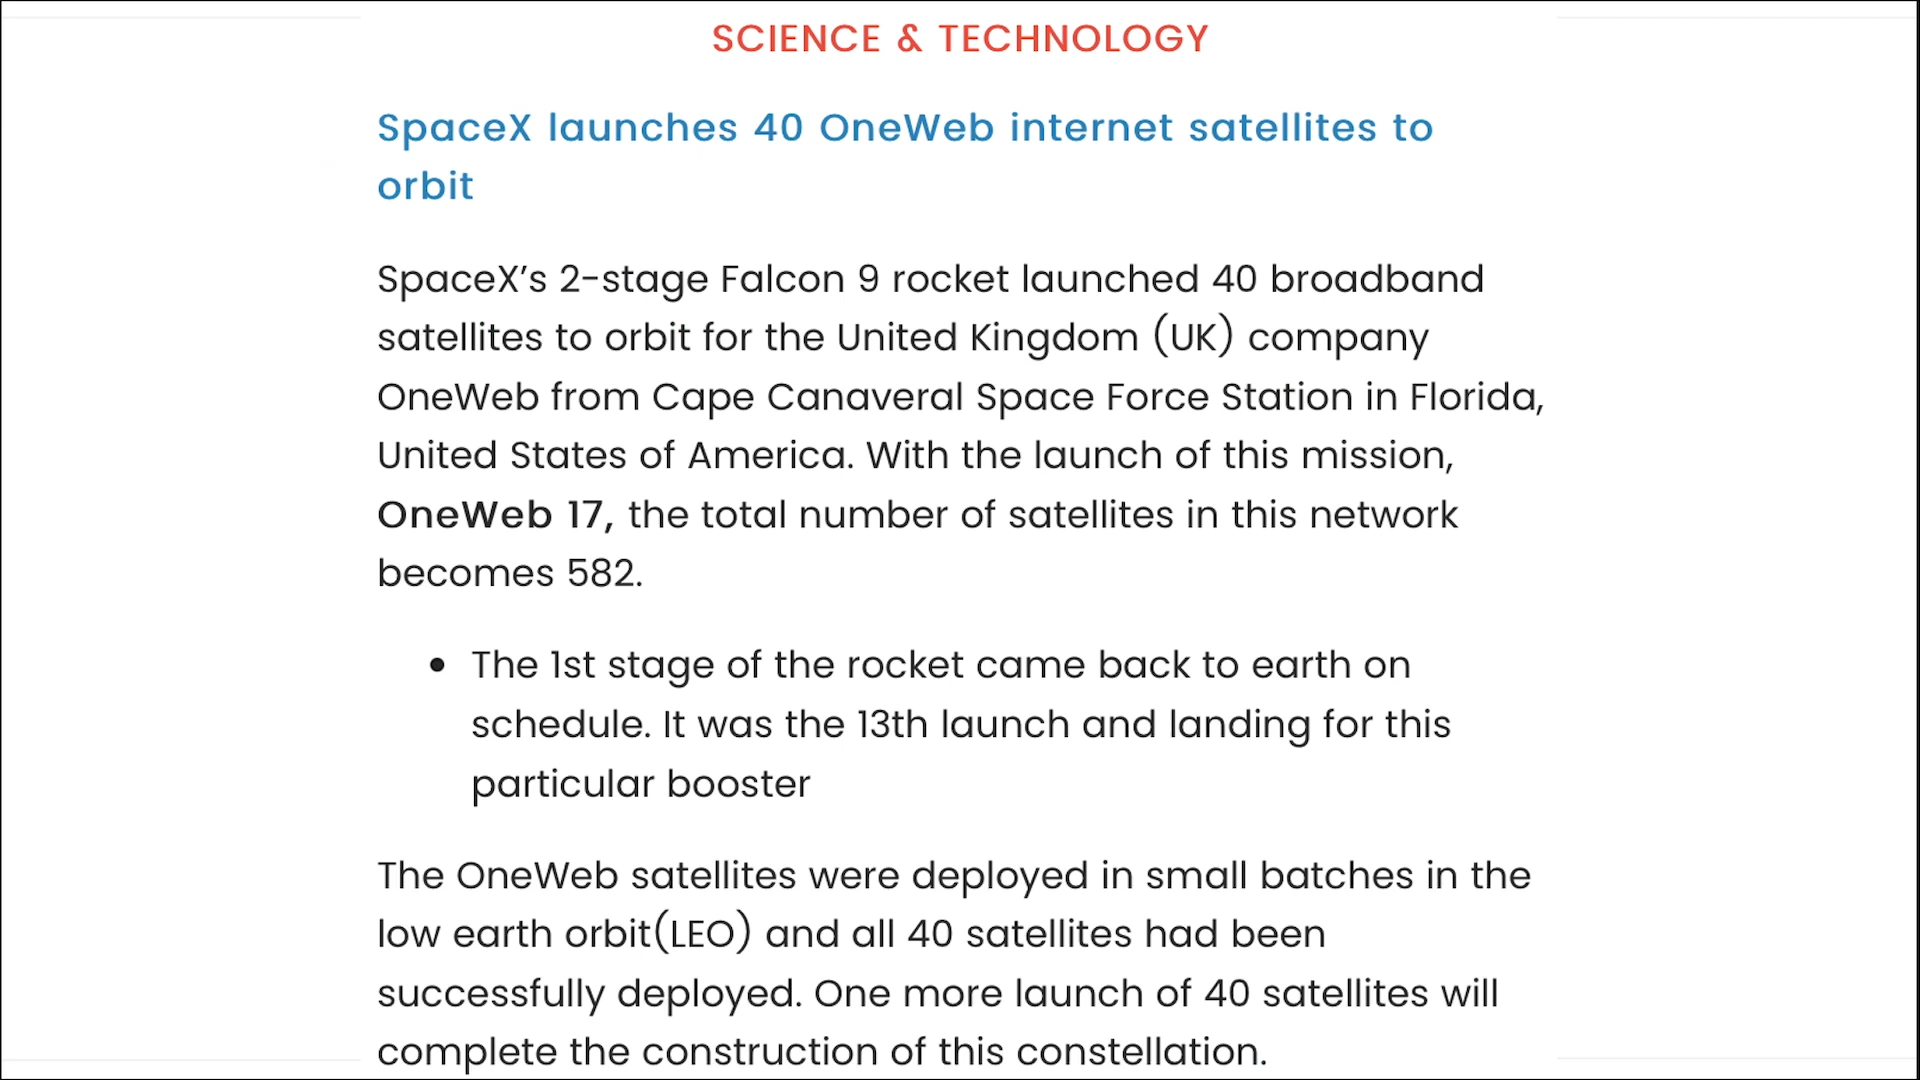 SCIENCE & TECHNOLOGY
SpaceX launches 40 OneWeb internet satellites to
orbit
SpaceX’s 2-stage Falcon 9 rocket launched 40 broadband
satellites to orbit for the United Kingdom (UK) company
OneWeb from Cape Canaveral Space Force Station in Florida,
United States of America. With the launch of this mission,
OneWeb 17, the total number of satellites in this network
becomes 582.
• The 1st stage of the rocket came back to earth on
schedule. It was the 13th launch and landing for this
particular booster
The OneWeb satellites were deployed in small batches in the
low earth orbit(LEO) and all 40 satellites had been
successfully deployed. One more launch of 40 satellites will
complete the construction of this constellation.